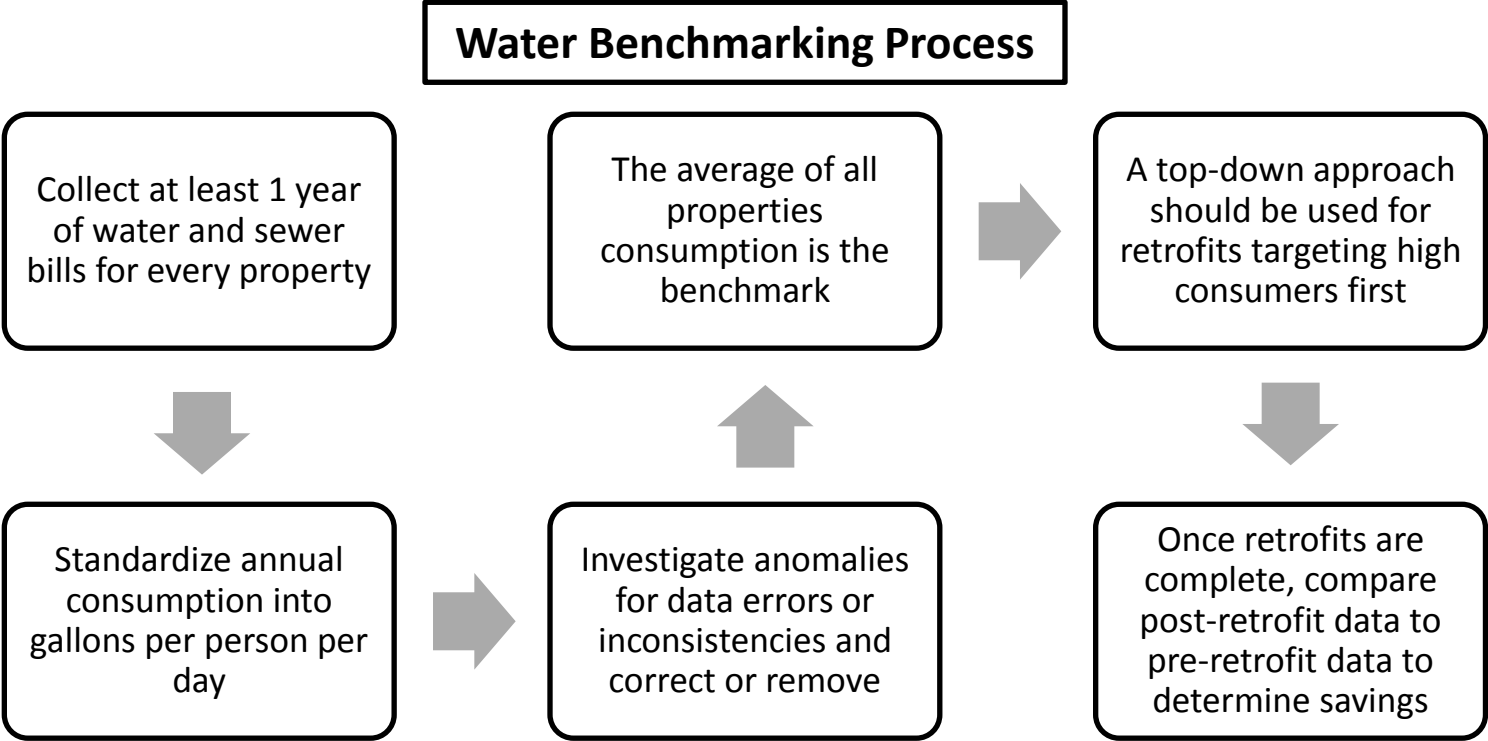 Water Benchmarking Process
Collect at least 1 year
of water and sewer
bills for every property
Standardize annual
consumption into
gallons per person per
day
Investigate anomalies
for data errors or
inconsistencies and
correct or remove
The average of all
properties
consumption is the
benchmark
A top-down approach
should be used for
retrofits targeting high
consumers first
Once retrofits are
complete, compare
post-retrofit data to
pre-retrofit data to
determine savings